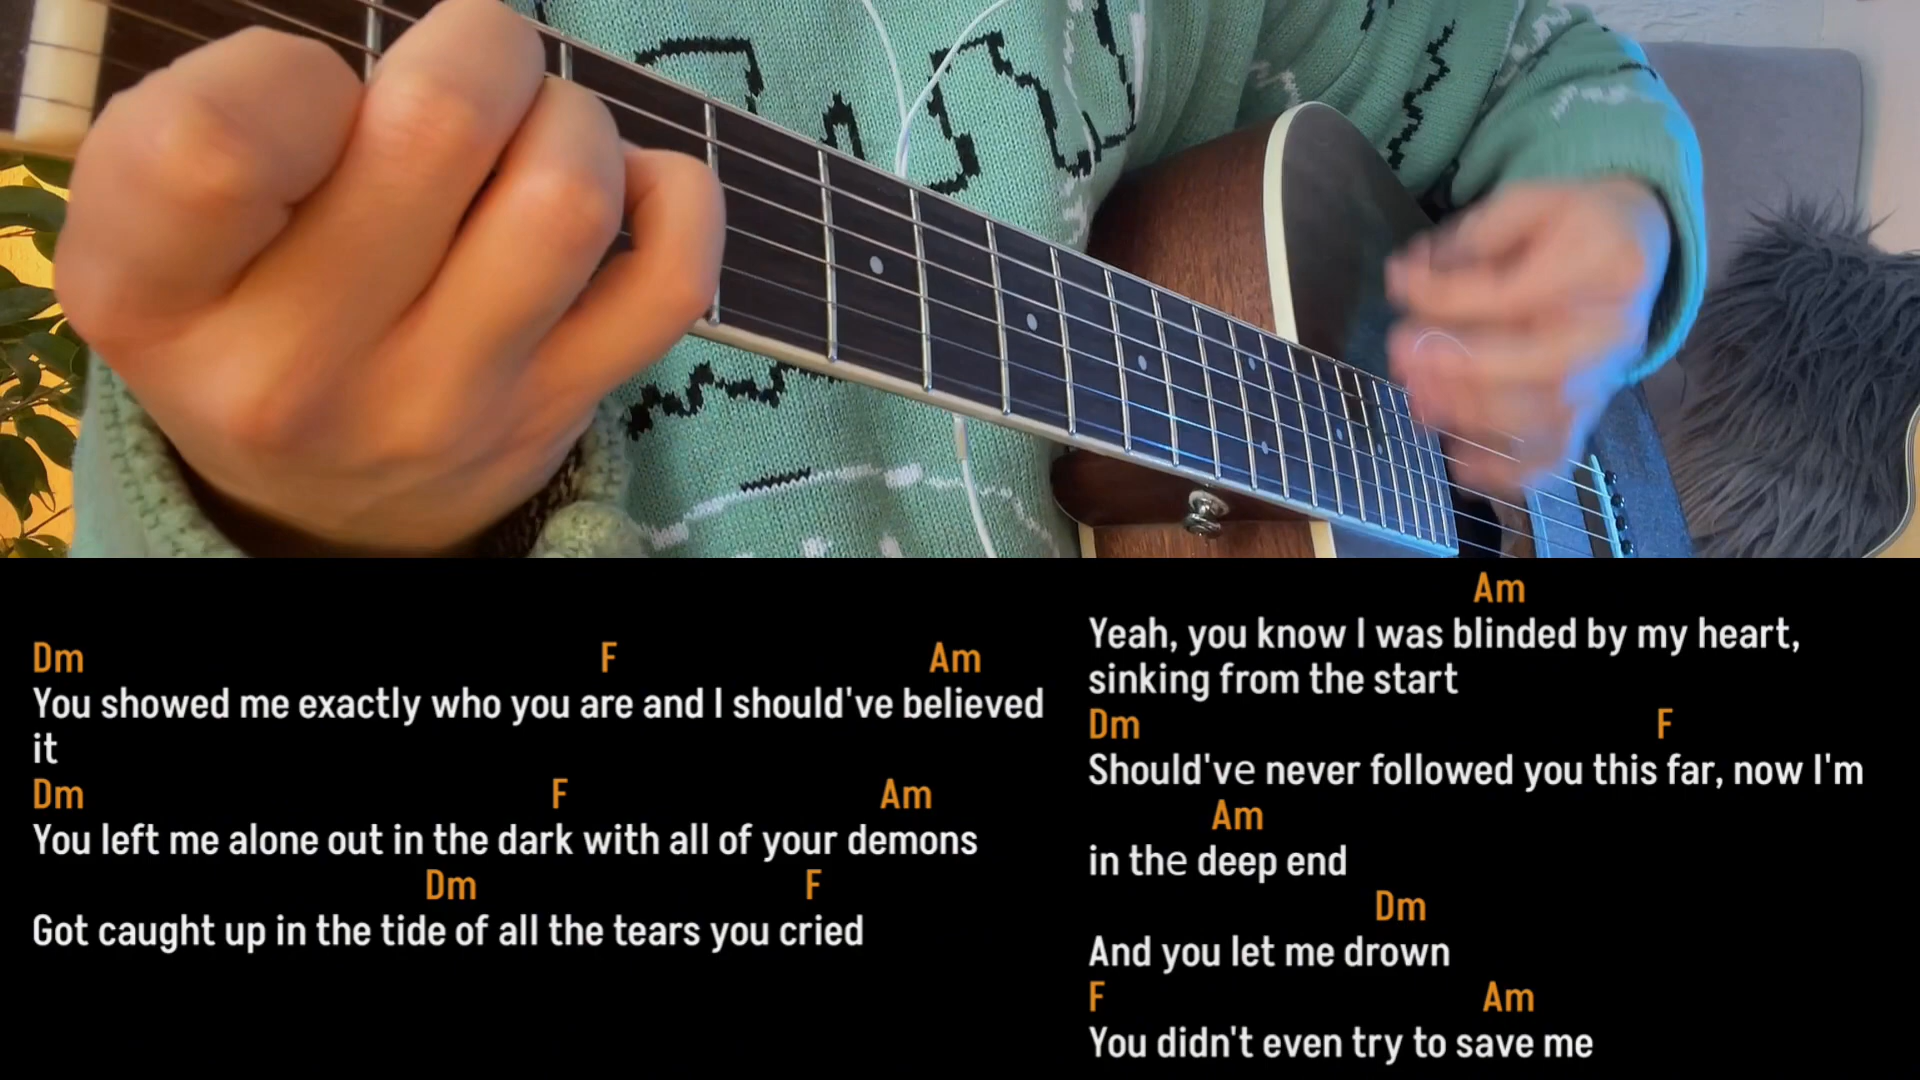 Dm F Am
You showed me exactly who you are and I should've believed
it
Dm F Am
You left me alone out in the dark with all of your demons
Dm F
Got caught up in the tide of all the tears you cried
Am
Yeah, you know I was blinded by my heart,
sinking from the start
Dm F
Should've never followed you this far, now I'm
Am
in the deep end
Dm
And you let me drown
F Am
You didn't even try to save me